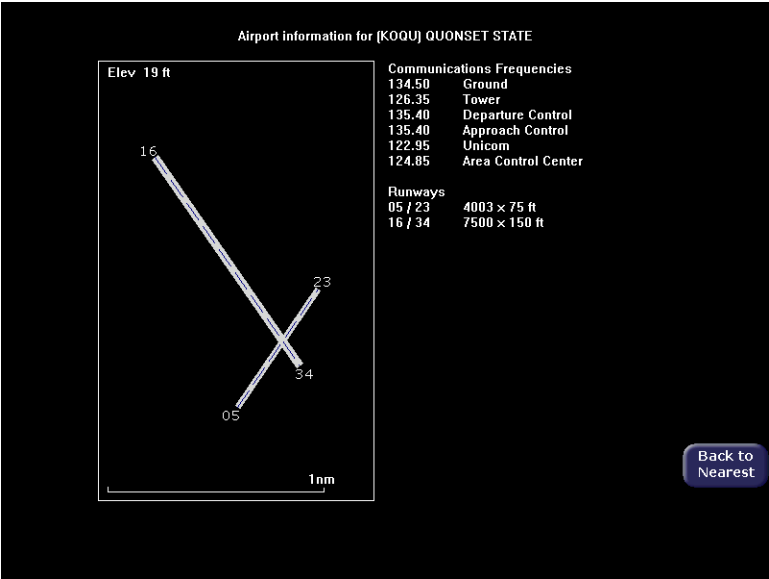 Airport information for (KOQU) QUONSET STATE
Elev 19 ft
16
23
34
05
1nm
Communications Frequencies
134.50 Ground
126.35 Tower
135.40 Departure Control
135.40 Approach Control
122.95 Unicom
124.85 Area Control Center
Runways
05 / 23 4003 × 75 ft
16 / 34 7500 × 150 ft
Back to
Nearest